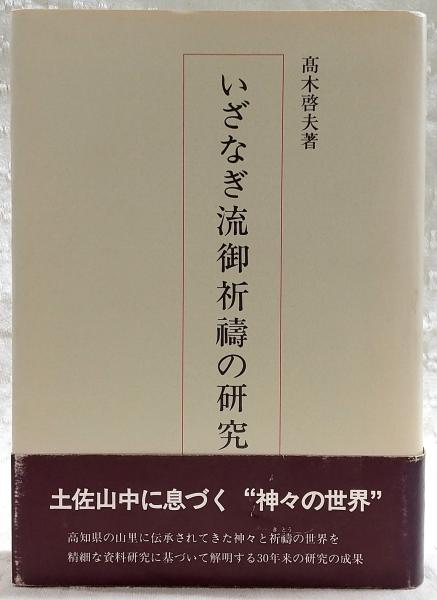 髙木啓夫著
いざなぎ流御祈禱の研究
土佐山中に息づく“神々の世界”
高知県の山里に伝承されてきた神々と祈禱の世界を
きとう
精細な資料研究に基づいて解明する30年来の研究の成果